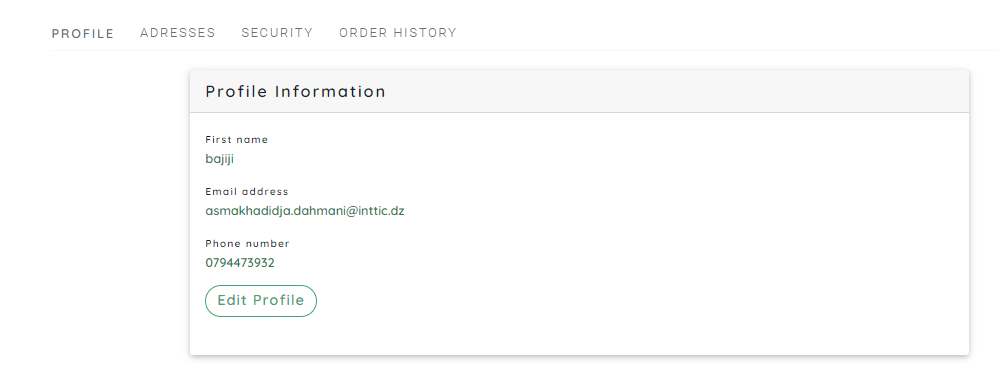 PROFILE ADRESSES SECURITY ORDER HISTORY
Profile Information
First name
bajiji
Email address
asmakhadidja.dahmani@inttic.dz
Phone number
0794473932
Edit Profile